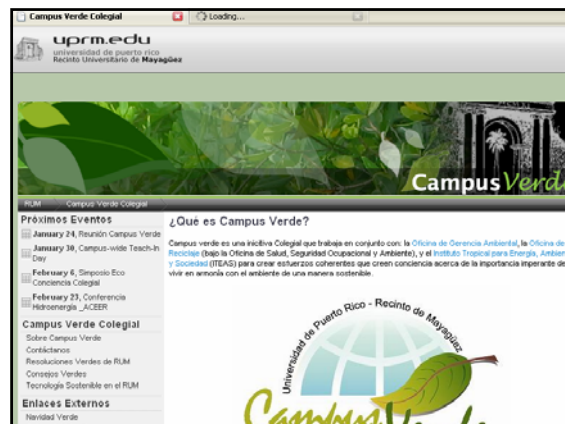 Campus Verde Colegial
Loading...
uprm.edu
universidad de puerto rico
Recinto Universitario de Mayagüez
Campus Verde
RUM Campus Verde Colegial
Próximos Eventos
January 24, Reunión Campus Verde
January 30, Campus-wide Teach-In
Day
February 6, Simposio Eco
Conciencia Colegial
February 23, Conferencia
Hidroenergía _ACEER
Campus Verde Colegial
Sobre Campus Verde
Contáctanos
Resoluciones Verdes de RUM
Consejos Verdes
Tecnología Sostenible en el RUM
Enlaces Externos
Navidad Verde
¿Qué es Campus Verde?
Campus verde es una iniciitiva Colegial que trabaja en conjunto con: la Oficina de Gerencia Ambiental, la Oficina de
Reciclaje (bajo la Oficina de Salud, Seguridad Ocupacional y Ambiente), y el Instituto Tropical para Energía, Ambien
y Sociedad (ITEAS) para crear esfuerzos coherentes que creen conciencia acerca de la importancia imperante de
vivir en armonía con el ambiente de una manera sostenible.
Universidad de Puerto Rico - Recinto de Mayagüez
Campus Verde